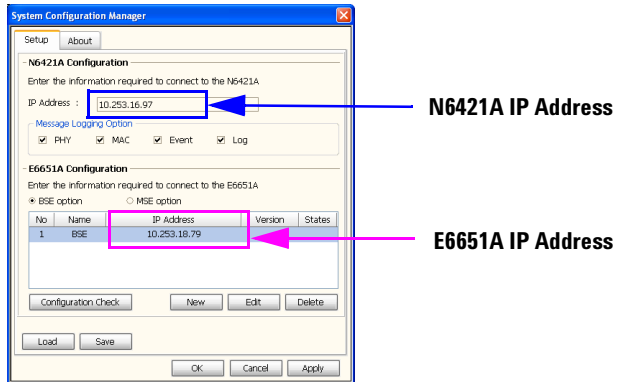 System Configuration Manager
Setup About
N6421A Configuration
Enter the information required to connect to the N6421A
IP Address : 10.253.16.97
N6421A IP Address
Message Logging Option
PHY MAC Event Log
E6651A Configuration
Enter the information required to connect to the E6651A
BSE option MSE option
No Name IP Address Version States
1 BSE 10.253.18.79
E6651A IP Address
Configuration Check New Edit Delete
Load Save
OK Cancel Apply